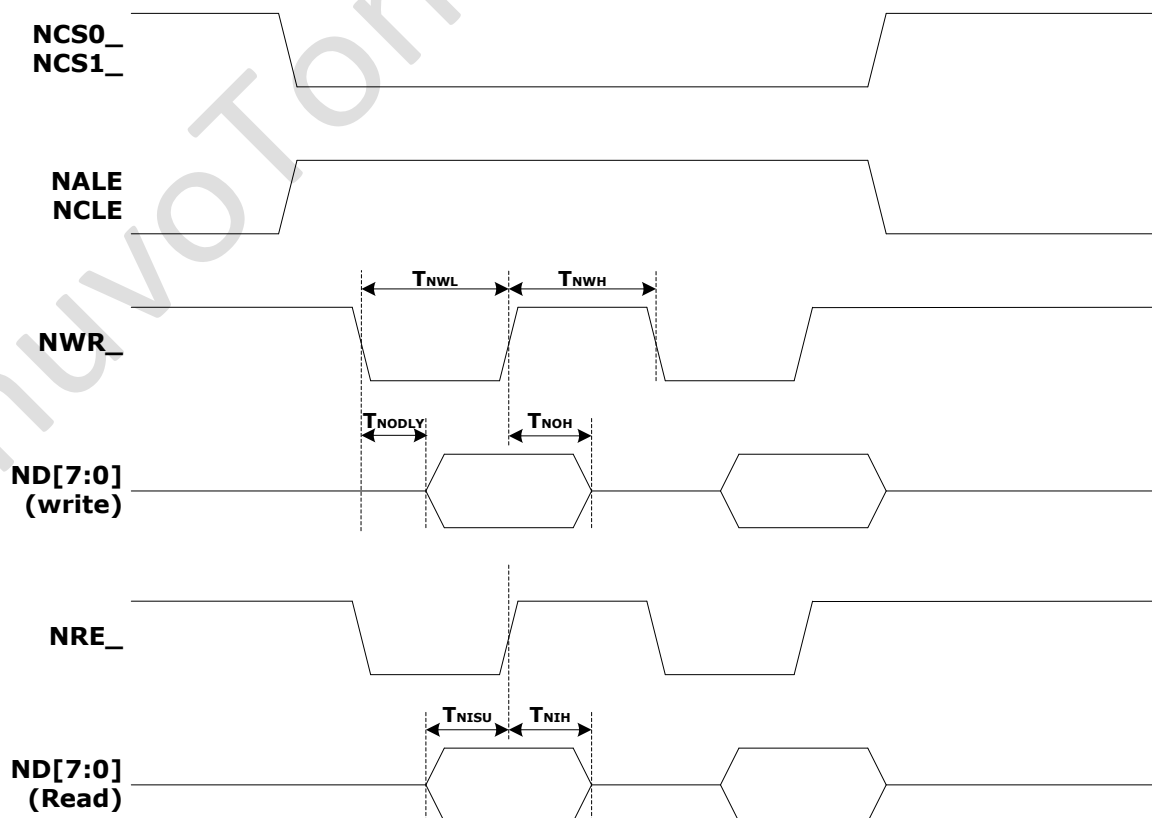 NCS0_
NCS1_
NALE
NCLE
TNWL TNWH
NWR_
TNODLY TNOH
ND[7:0]
(write)
NRE_
TNISU TNIH
ND[7:0]
(Read)
nuvoTon